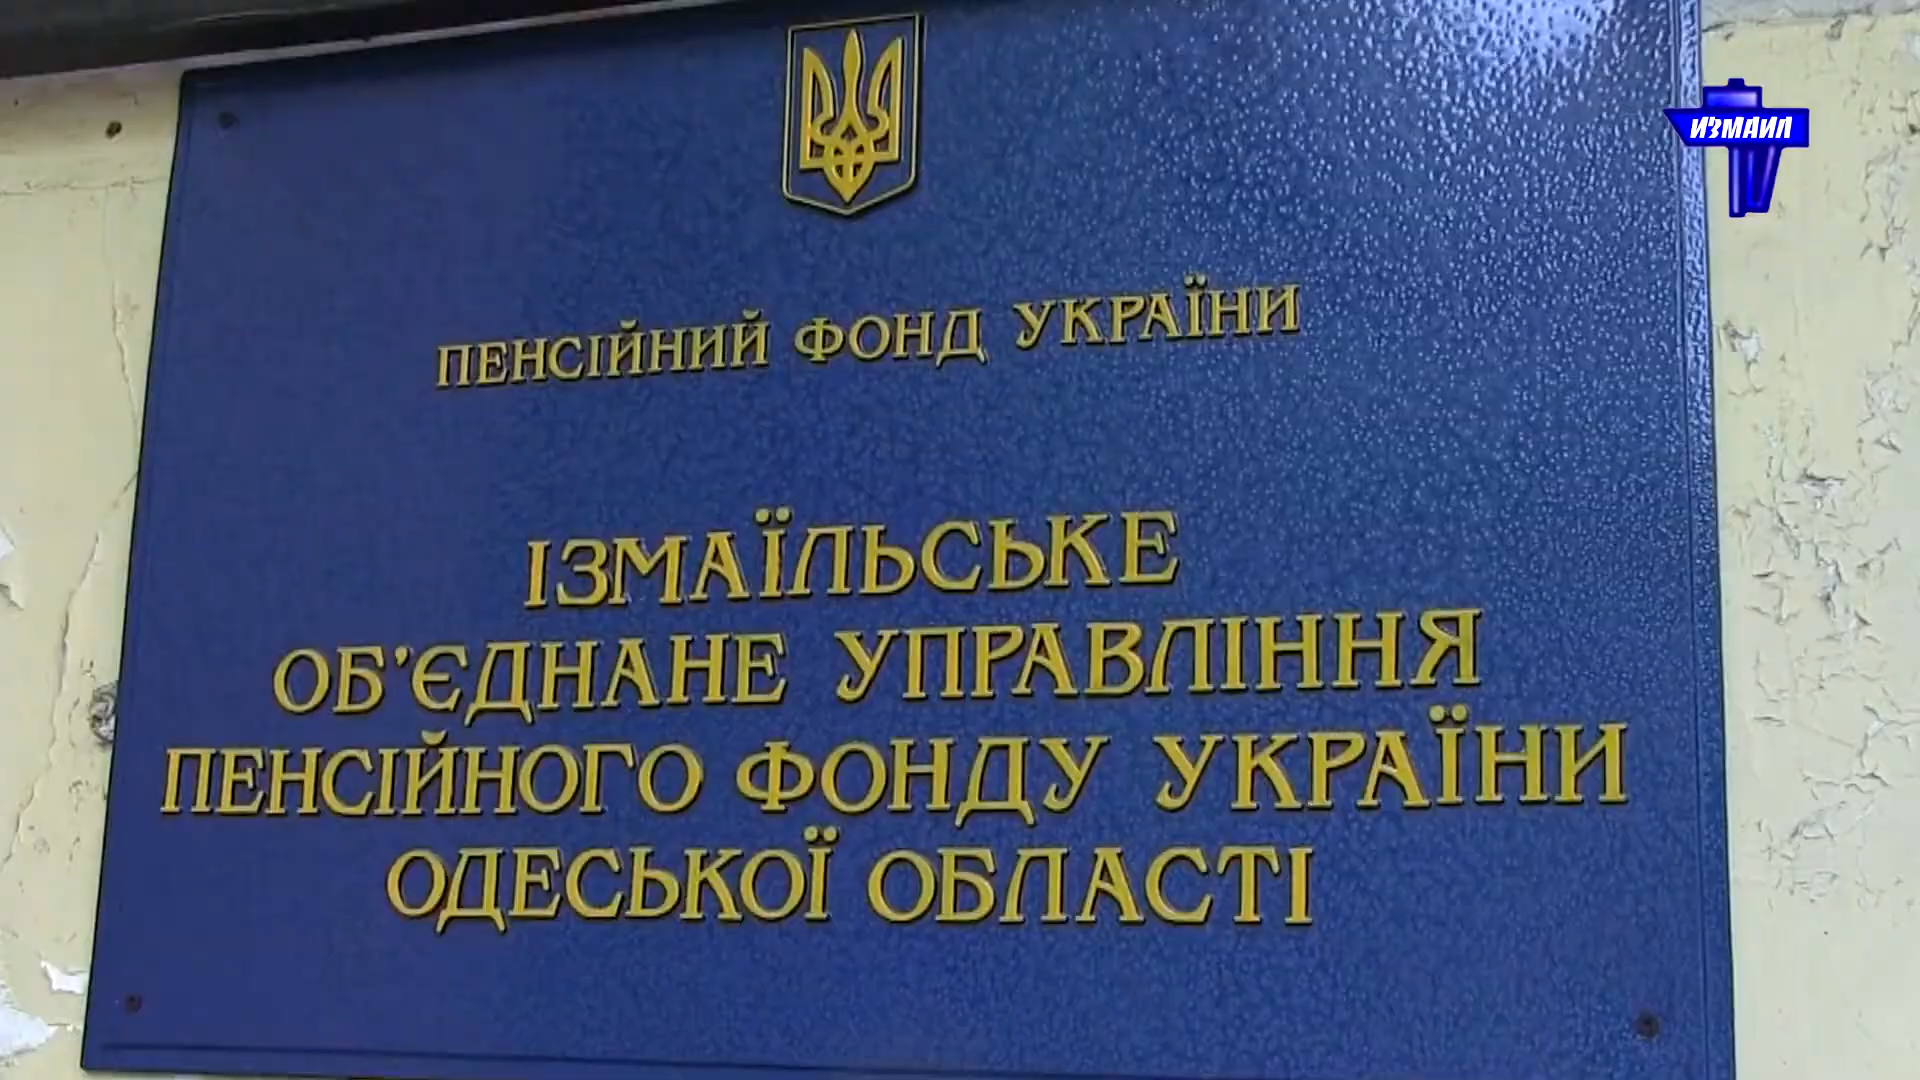 ИЗМАИЛ
ПЕНСІЙНИЙ ФОНД УКРАЇНИ
ІЗМАЇЛЬСЬКЕ
ОБ'ЄДНАНЕ УПРАВЛІННЯ
ПЕНСІЙНОГО ФОНДУ УКРАЇНИ
ОДЕСЬКОЇ ОБЛАСТІ